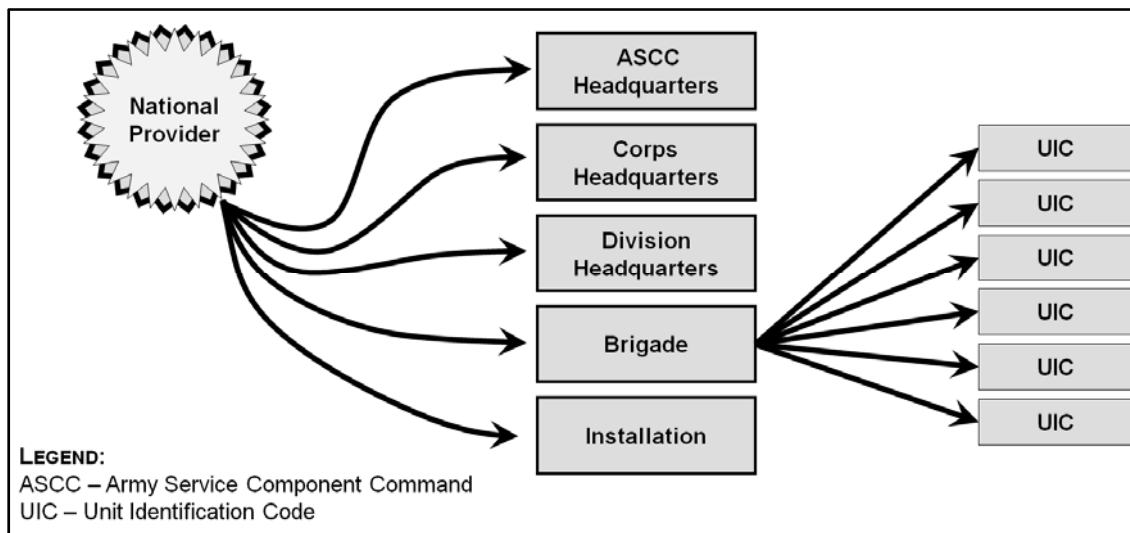 National
Provider
ASCC
Headquarters
Corps
Headquarters
Division
Headquarters
Brigade
Installation
UIC
UIC
UIC
UIC
UIC
UIC
LEGEND:
ASCC – Army Service Component Command
UIC – Unit Identification Code